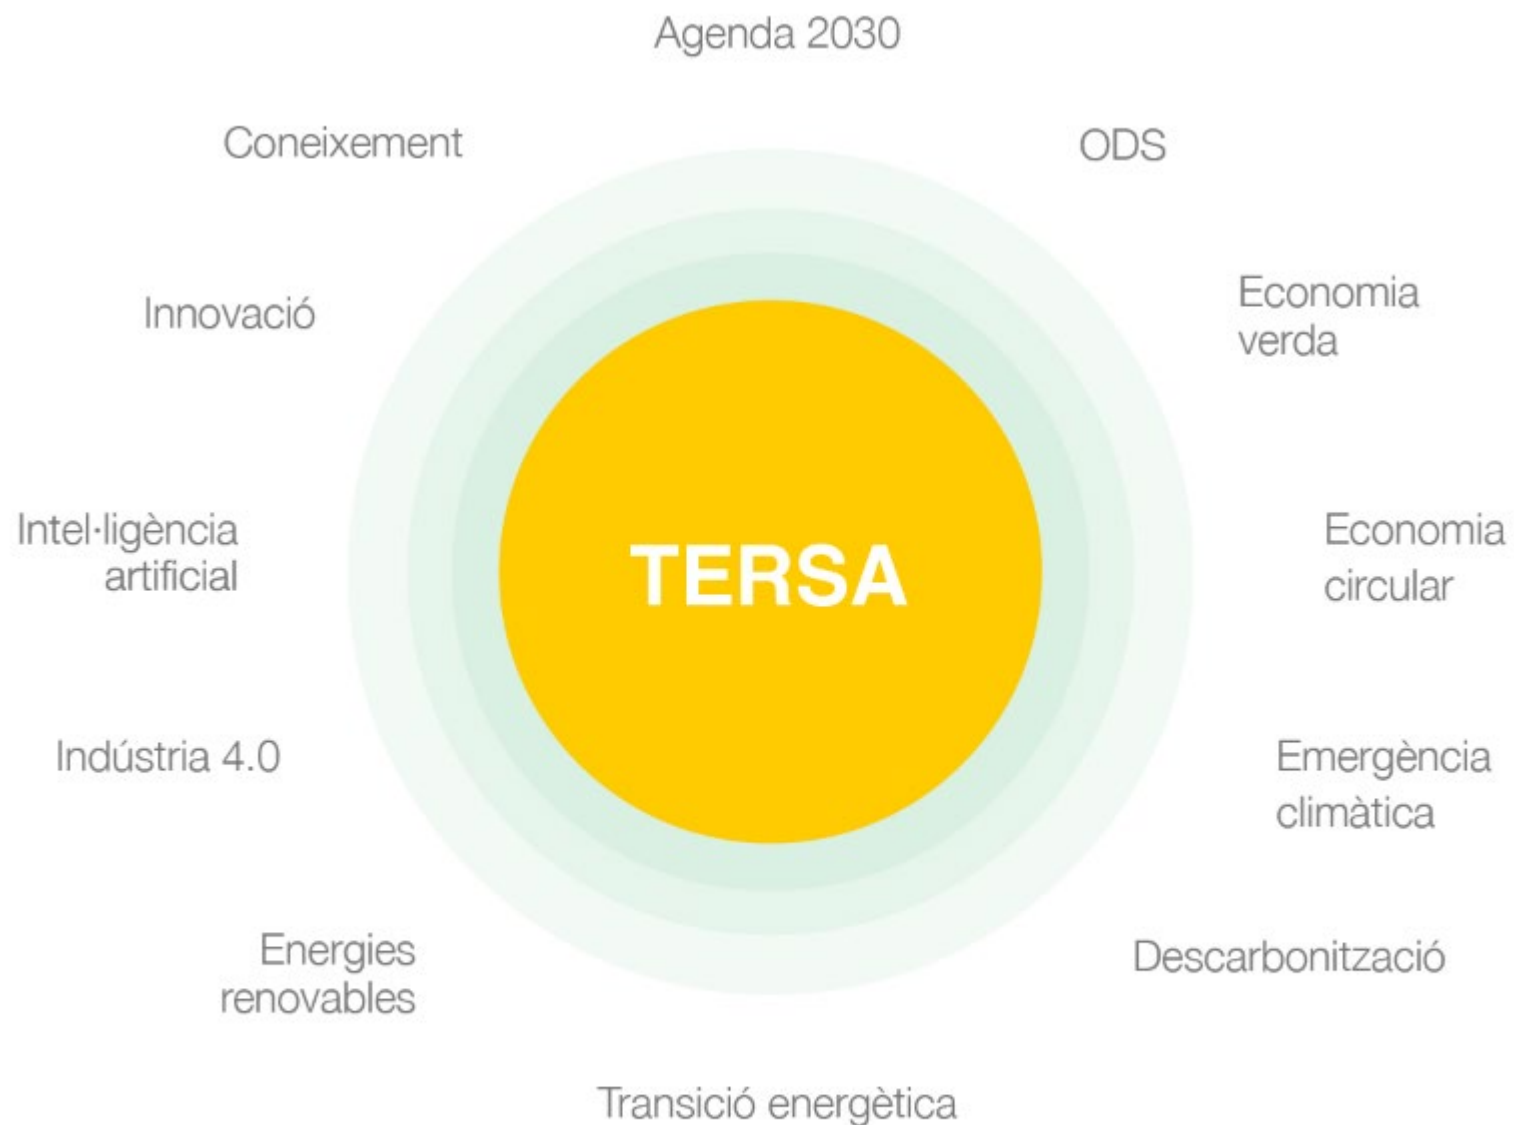 Agenda 2030
Coneixement
ODS
Innovació
Economia
verda
Intel·ligència
artificial
TERSA
Economia
circular
Indústria 4.0
Emergència
climàtica
Energies
renovables
Descarbonització
Transició energètica